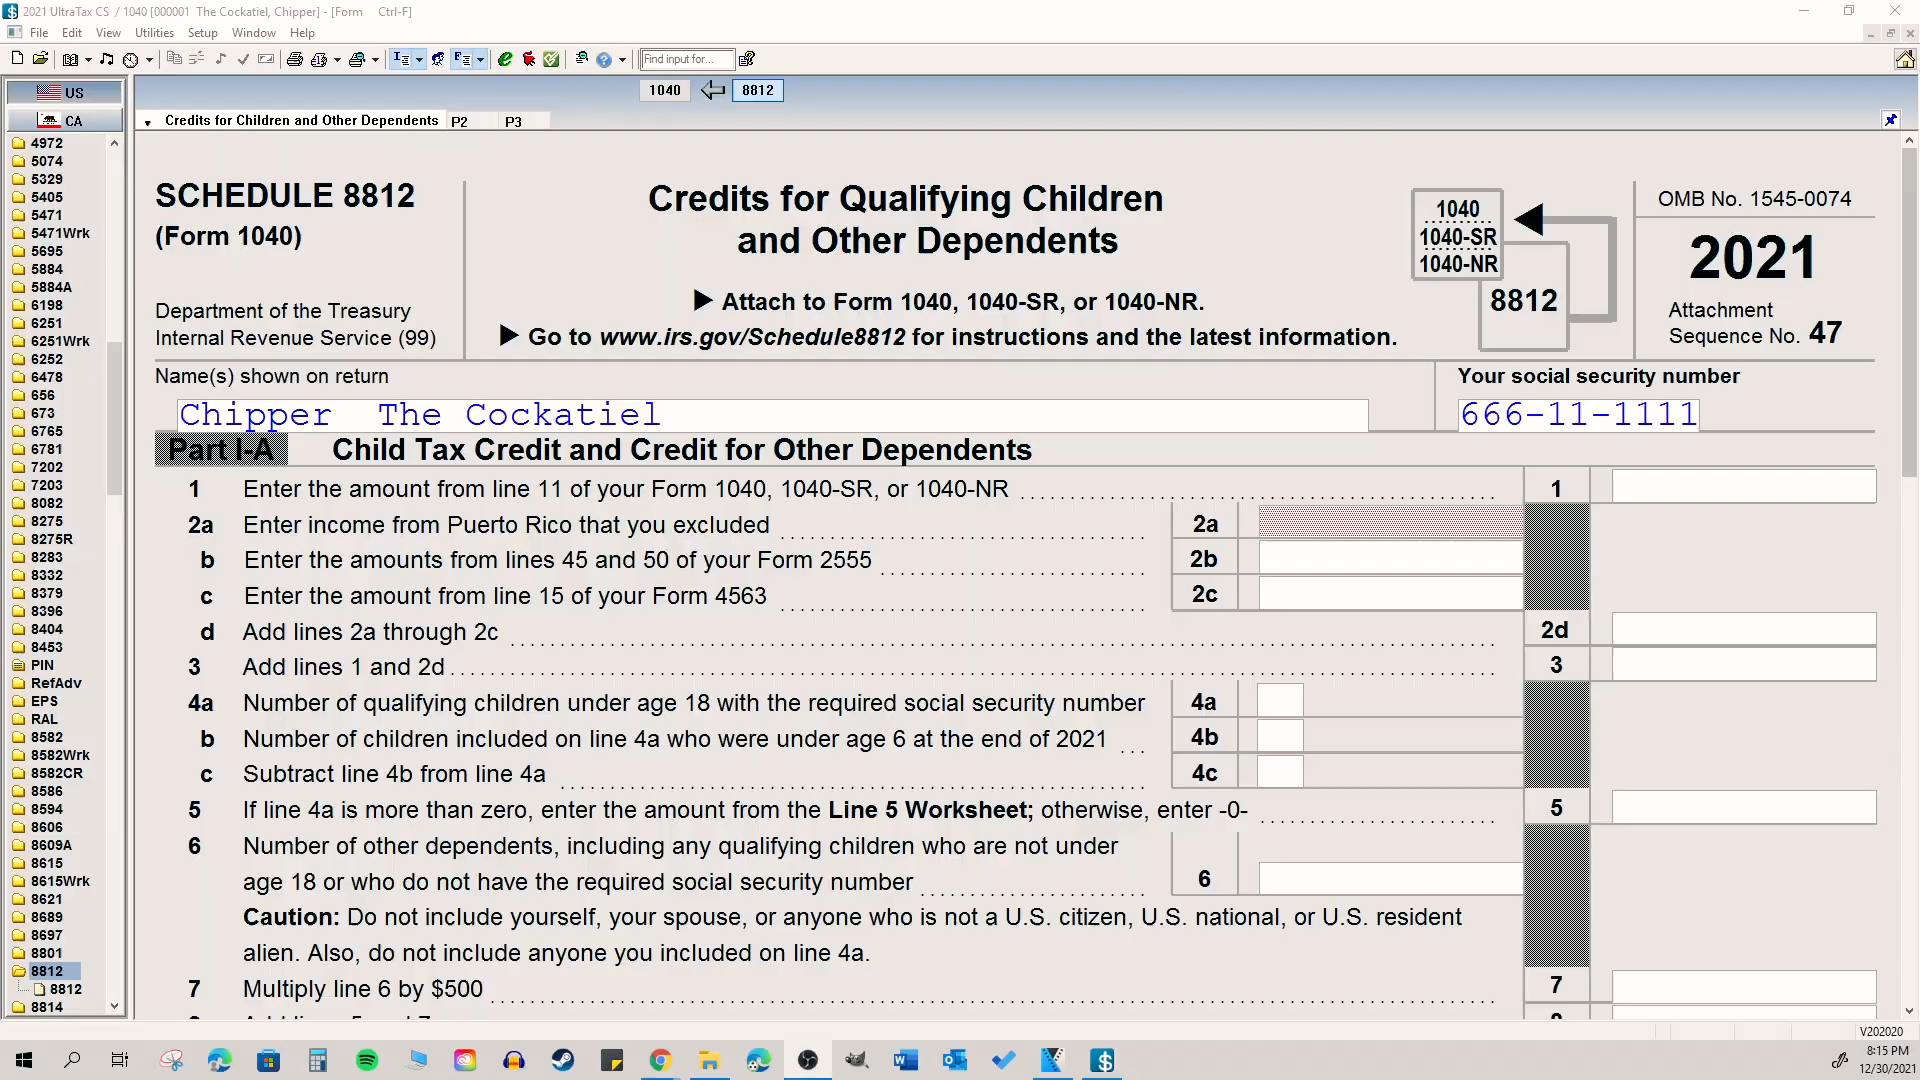 2021 UltraTax CS / 1040 [000001 The Cockatiel, Chipper] - [Form Ctrl-F]
File Edit View Utilities Setup Window Help
Find input for...
US
CA
1040 8812
Credits for Children and Other Dependents P2 P3
4972
5074
5329
5405
5471
5471Wrk
5695
5884
5884A
6198
6251
6251Wrk
6252
6478
656
673
6765
6781
7202
7203
8082
8275
8275R
8283
8332
8379
8396
8404
8453
PIN
RefAdv
EPS
RAL
8582
8582Wrk
8582CR
8586
8594
8606
8609A
8615
8615Wrk
8621
8689
8697
8801
8812
8812
8814
SCHEDULE 8812
(Form 1040)
Department of the Treasury
Internal Revenue Service (99)
Credits for Qualifying Children
and Other Dependents
▶ Attach to Form 1040, 1040-SR, or 1040-NR.
▶ Go to www.irs.gov/Schedule8812 for instructions and the latest information.
1040
1040-SR
1040-NR
8812
OMB No. 1545-0074
2021
Attachment
Sequence No. 47
Name(s) shown on return
Your social security number
Chipper The Cockatiel
666-11-1111
Part I-A Child Tax Credit and Credit for Other Dependents
1 Enter the amount from line 11 of your Form 1040, 1040-SR, or 1040-NR 1
2a Enter income from Puerto Rico that you excluded 2a
b Enter the amounts from lines 45 and 50 of your Form 2555 2b
c Enter the amount from line 15 of your Form 4563 2c
d Add lines 2a through 2c 2d
3 Add lines 1 and 2d 3
4a Number of qualifying children under age 18 with the required social security number 4a
b Number of children included on line 4a who were under age 6 at the end of 2021 4b
c Subtract line 4b from line 4a 4c
5 If line 4a is more than zero, enter the amount from the Line 5 Worksheet; otherwise, enter -0- 5
6 Number of other dependents, including any qualifying children who are not under
age 18 or who do not have the required social security number 6
Caution: Do not include yourself, your spouse, or anyone who is not a U.S. citizen, U.S. national, or U.S. resident
alien. Also, do not include anyone you included on line 4a.
7 Multiply line 6 by $500 7
V202020
8:15 PM
12/30/2021